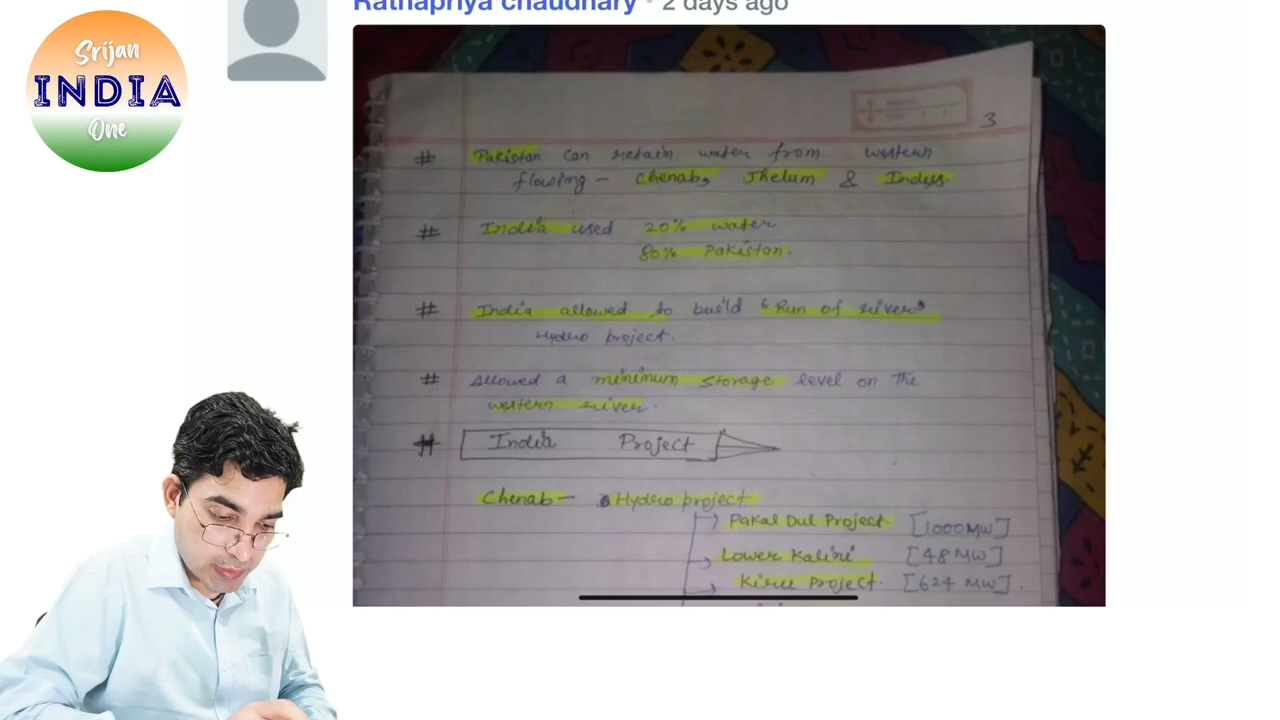 Srijan
INDIA
One
Rathapriya chaudhary • 2 days ago
3
# Pakistan can retain water from western
flowing - Chenab, Jhelum & Indus.
# India used 20% water
80% Pakistan.
# India allowed to build 'Run of river'
Hydro project.
# Allowed a minimum storage level on the
western river.
# India Project
Chenab - Hydro project
Pakal Dul Project [1000MW]
Lower Kalini [48MW]
Kiru Project [624 MW].